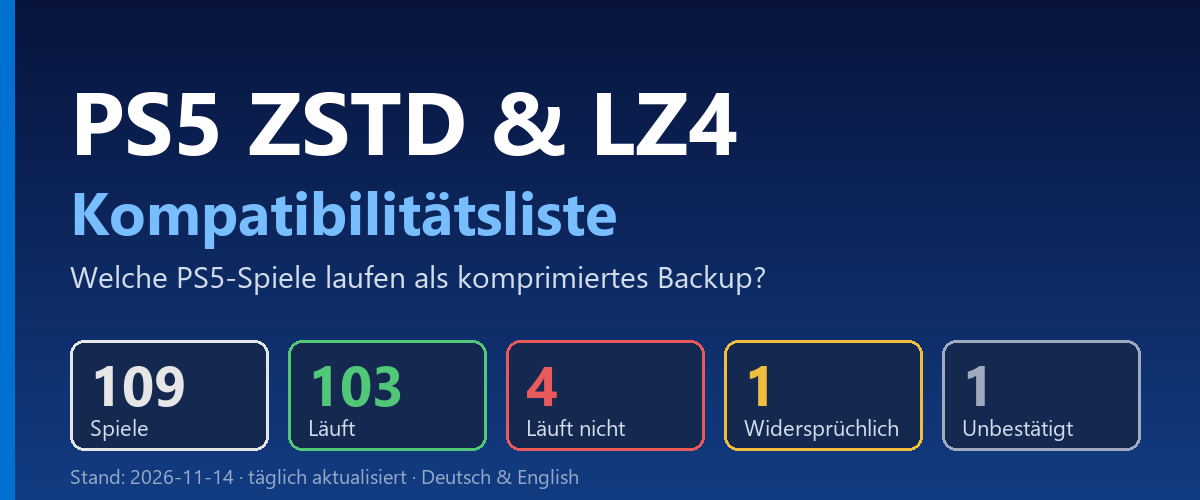 PS5 ZSTD & LZ4
Kompatibilitätsliste
Welche PS5-Spiele laufen als komprimiertes Backup?
109
Spiele
103
Läuft
4
Läuft nicht
1
Widersprüchlich
1
Unbestätigt
Stand: 2026-11-14 · täglich aktualisiert · Deutsch & English